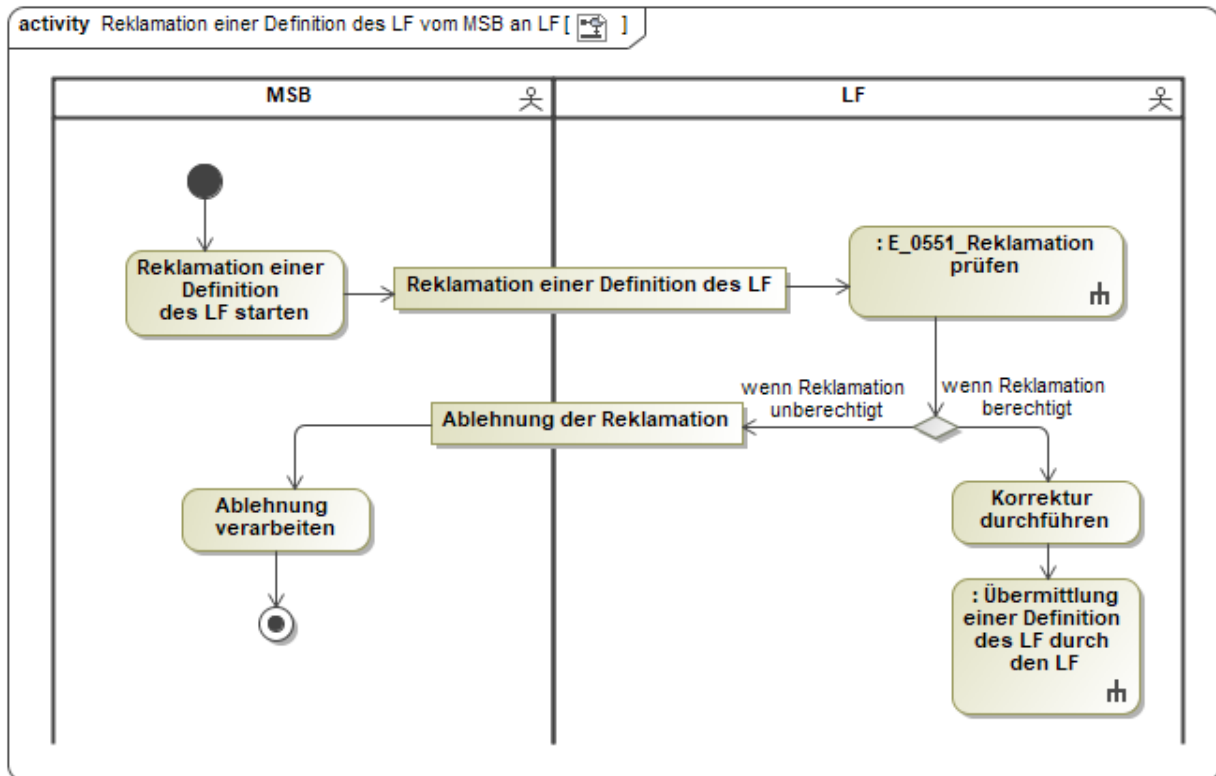 activity Reklamation einer Definition des LF vom MSB an LF [ ]
MSB
LF
Reklamation einer
Definition
des LF starten
Reklamation einer Definition des LF
: E_0551_Reklamation
prüfen
wenn Reklamation
unberechtigt
wenn Reklamation
berechtigt
Ablehnung der Reklamation
Ablehnung
verarbeiten
Korrektur
durchführen
: Übermittlung
einer Definition
des LF durch
den LF